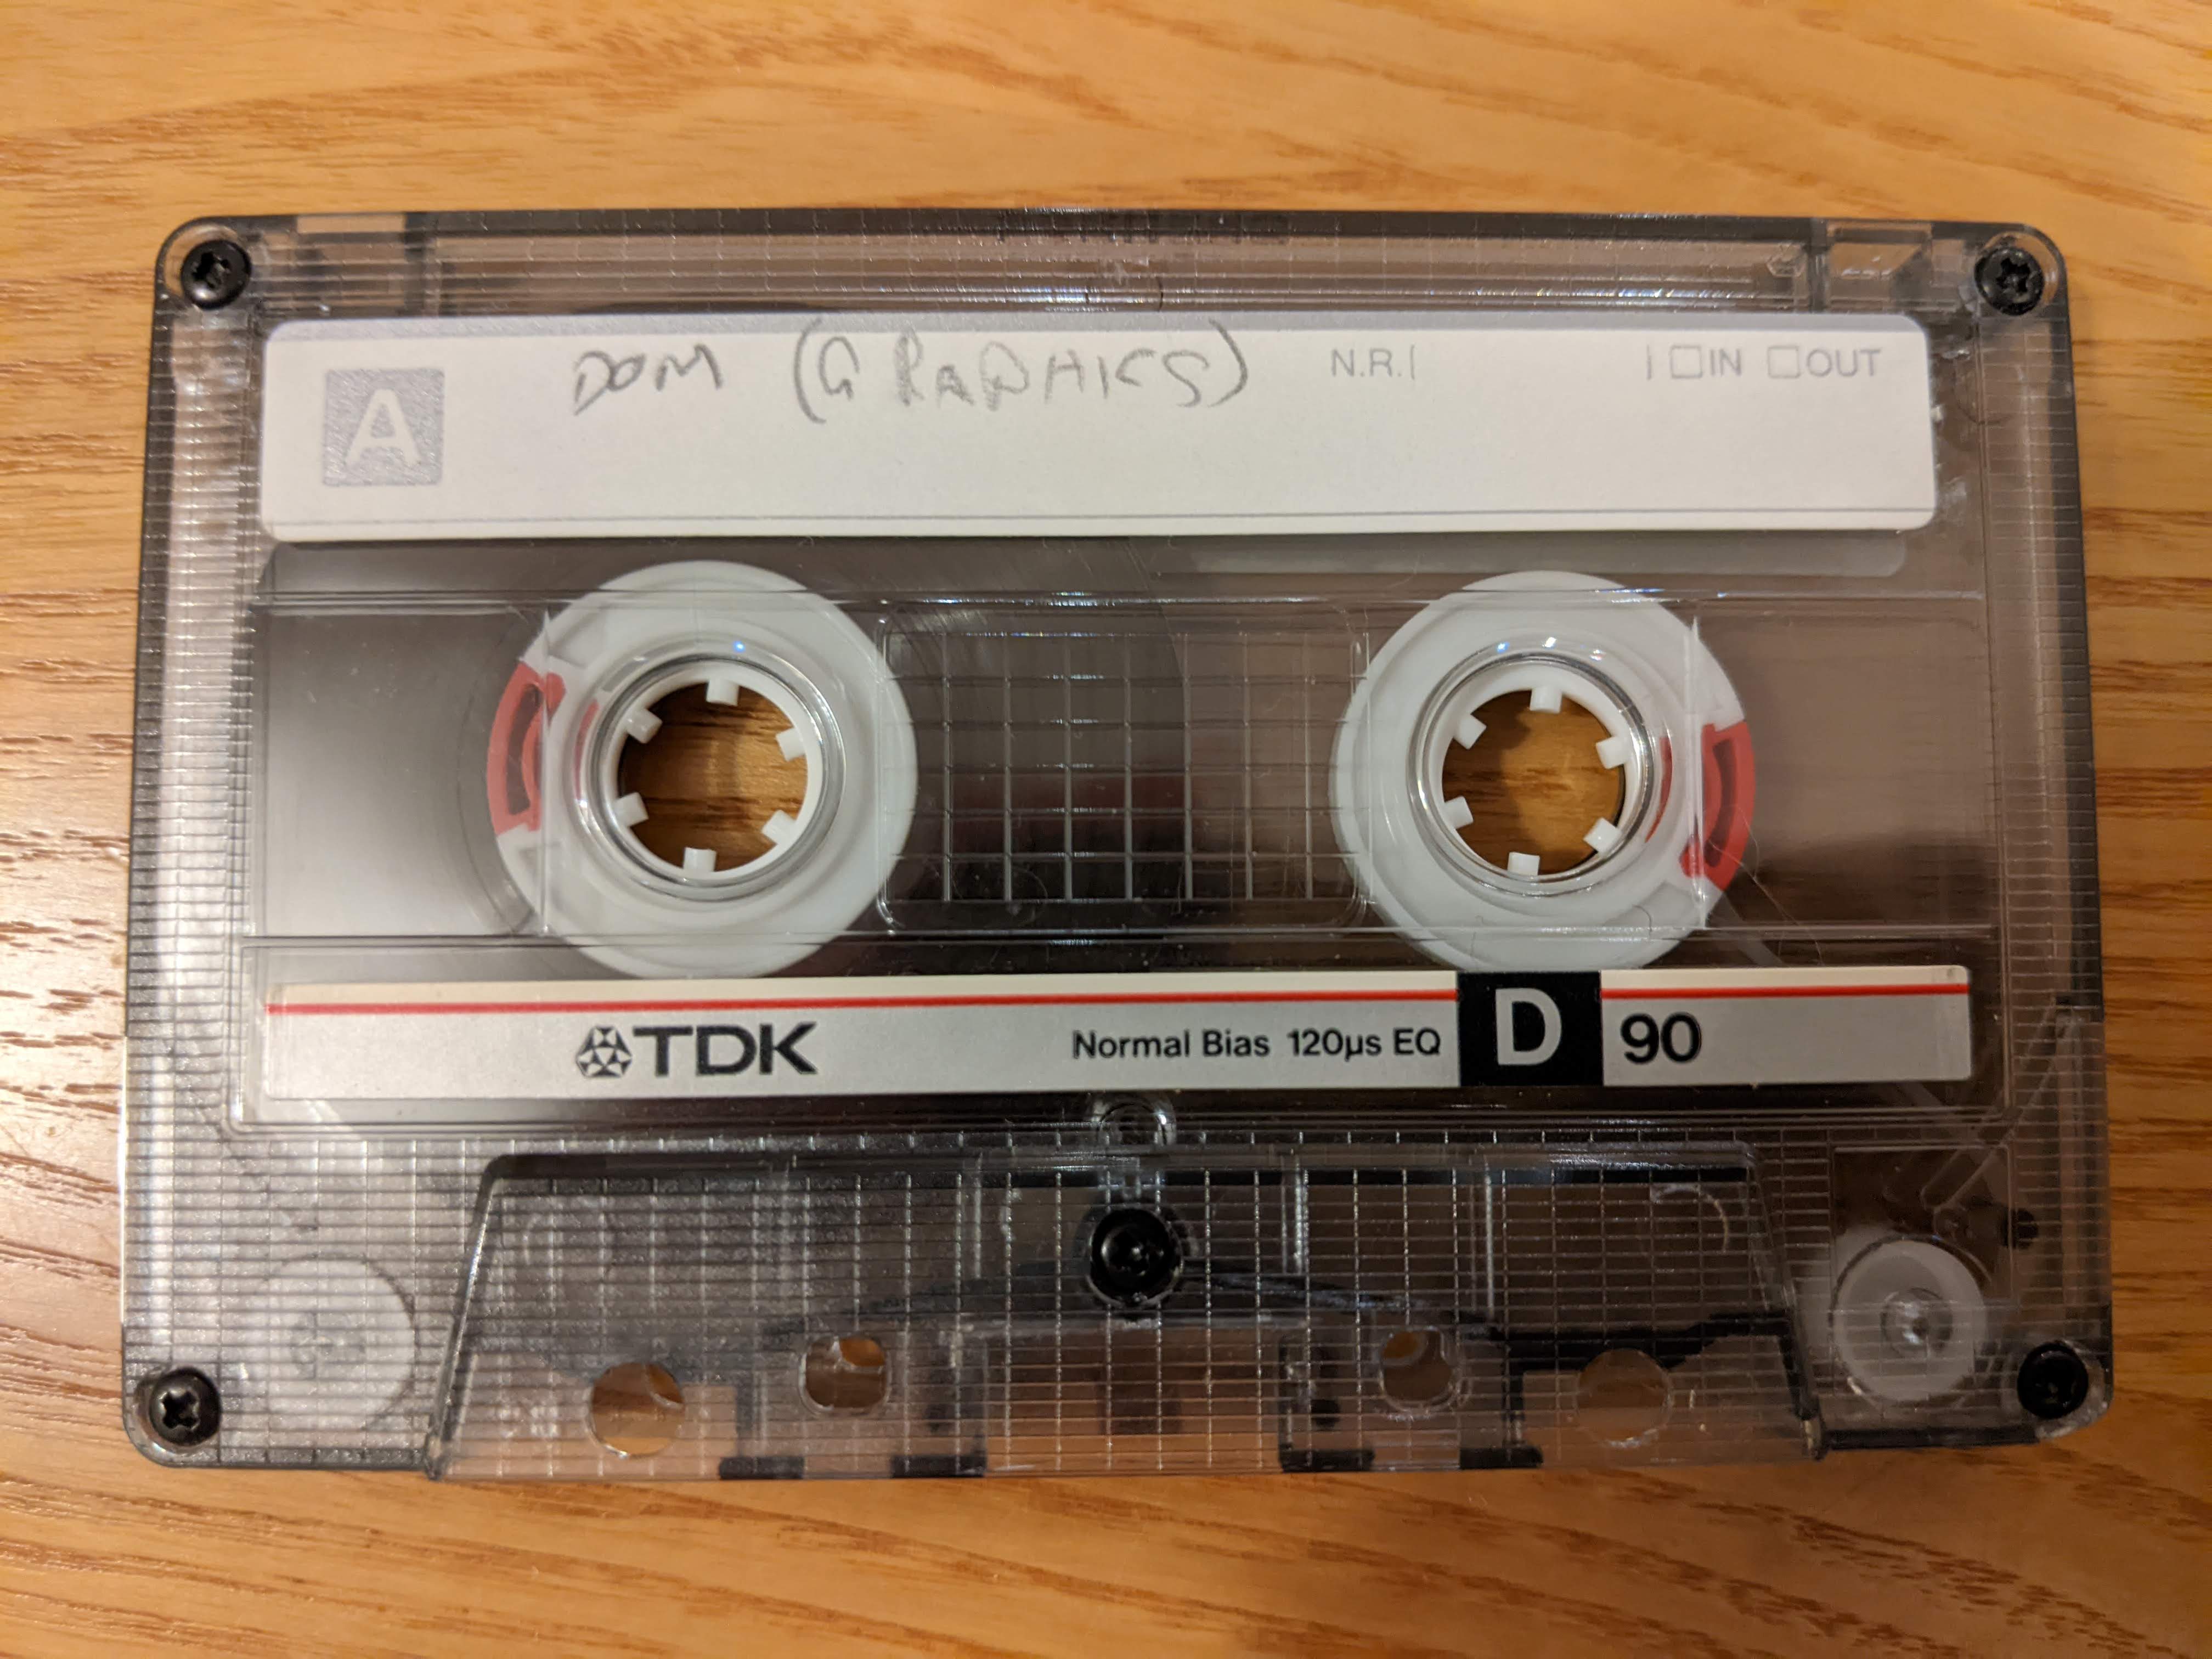 A DOM (GRAPHICS) N.R. IN OUT
TDK Normal Bias 120µs EQ D 90